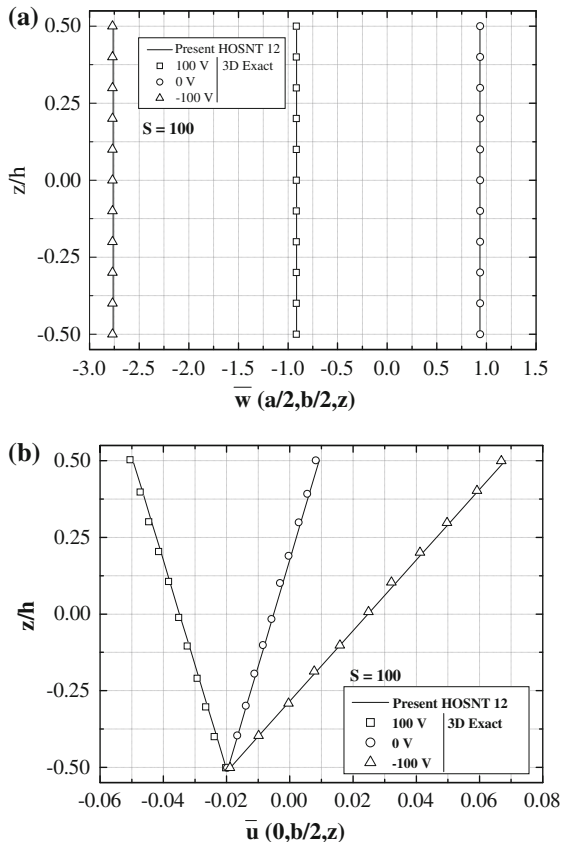 (a)
0.50
0.25
0.00
-0.25
-0.50
z/h
Present HOSNT 12
100 V 3D Exact
0 V
-100 V
S = 100
-3.0 -2.5 -2.0 -1.5 -1.0 -0.5 0.0 0.5 1.0 1.5
w (a/2,b/2,z)
(b)
0.50
0.25
0.00
-0.25
-0.50
z/h
S = 100
Present HOSNT 12
100 V 3D Exact
0 V
-100 V
-0.06 -0.04 -0.02 0.00 0.02 0.04 0.06 0.08
u (0,b/2,z)